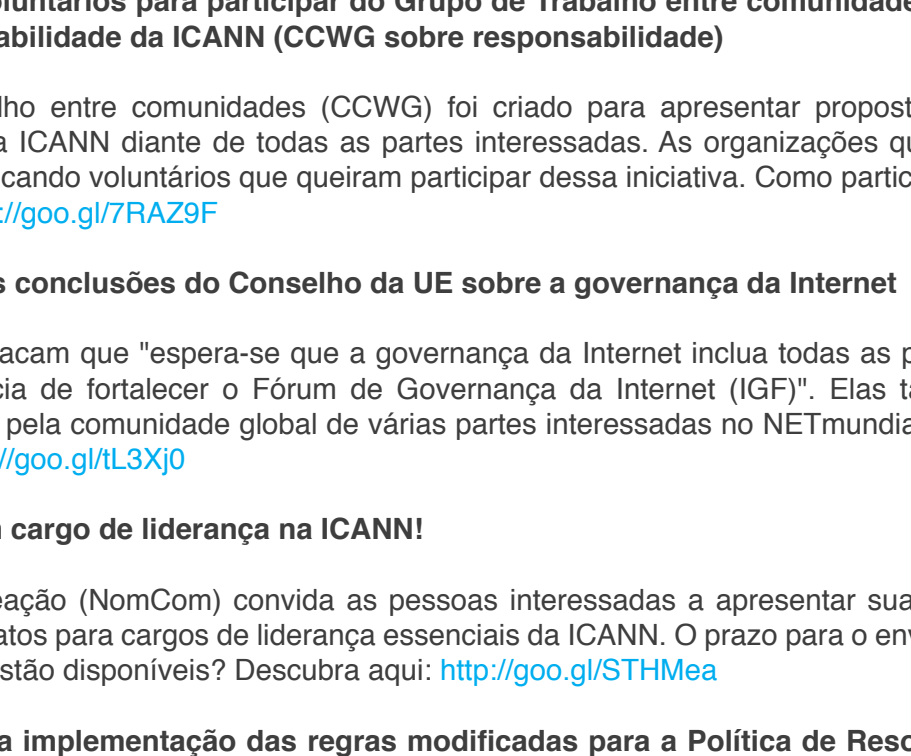 oluntários para participar do Grupo de Trabalho entre comunidade
abilidade da ICANN (CCWG sobre responsabilidade)
lho entre comunidades (CCWG) foi criado para apresentar propost
a ICANN diante de todas as partes interessadas. As organizações qu
cando voluntários que queiram participar dessa iniciativa. Como partic
://goo.gl/7RAZ9F
s conclusões do Conselho da UE sobre a governança da Internet
acam que "espera-se que a governança da Internet inclua todas as p
cia de fortalecer o Fórum de Governança da Internet (IGF)". Elas ta
pela comunidade global de várias partes interessadas no NETmundia
//goo.gl/tL3Xj0
cargo de liderança na ICANN!
eação (NomCom) convida as pessoas interessadas a apresentar sua
atos para cargos de liderança essenciais da ICANN. O prazo para o env
stão disponíveis? Descubra aqui: http://goo.gl/STHMea
a implementação das regras modificadas para a Política de Reso